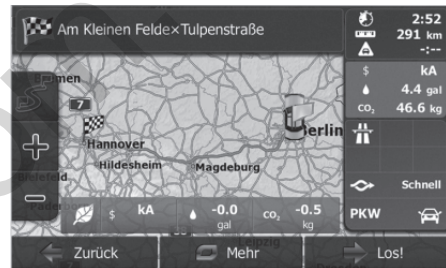 Am Kleinen Felde×Tulpenstraße
2:52
291 km
-:--
$ kA
4.4 gal
CO₂ 46.6 kg
Schnell
PKW
7
Hannover
Hildesheim
Magdeburg
Berlin
Leipzig
$ kA
-0.0 gal
CO₂ -0.5 kg
Zurück
Mehr
Los!